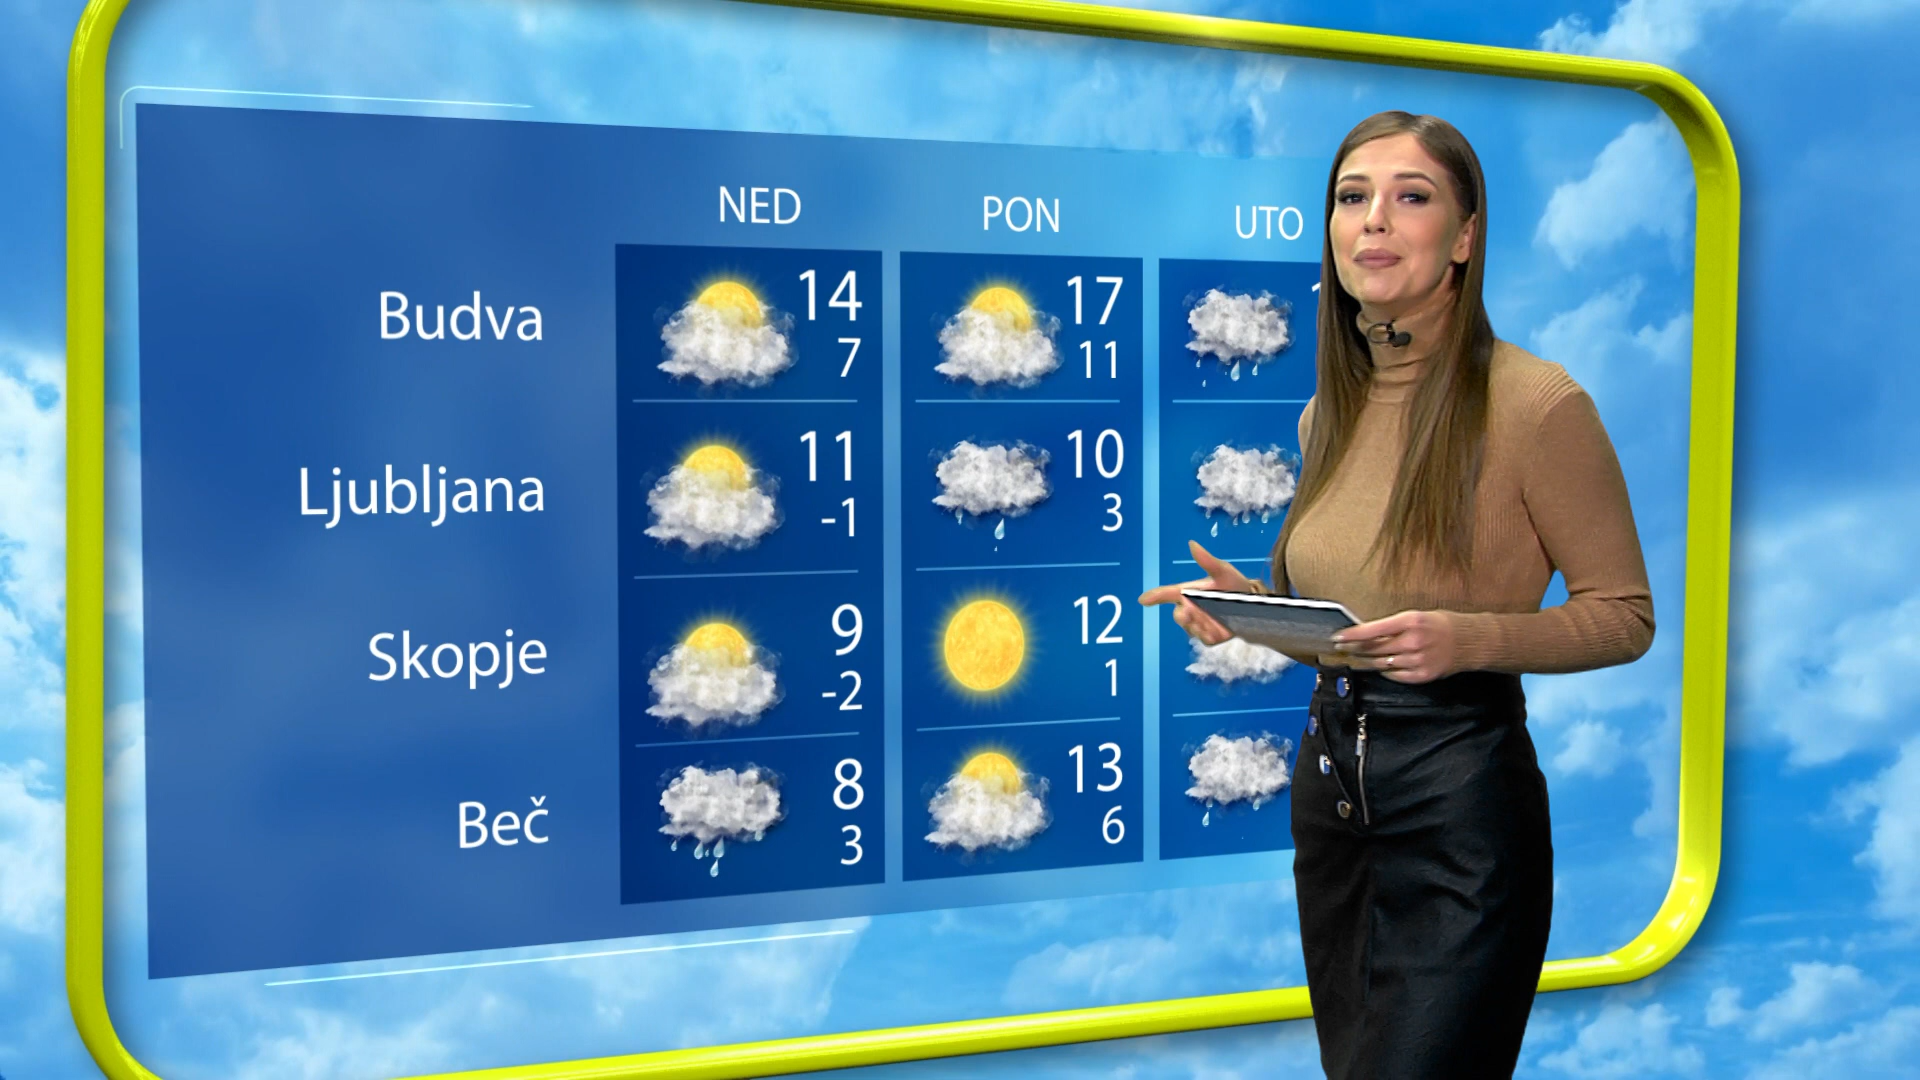 NED PON UTO
Budva 14 17
7 11
Ljubljana 11 10
-1 3
Skopje 9 12
-2 1
Beč 8 13
3 6